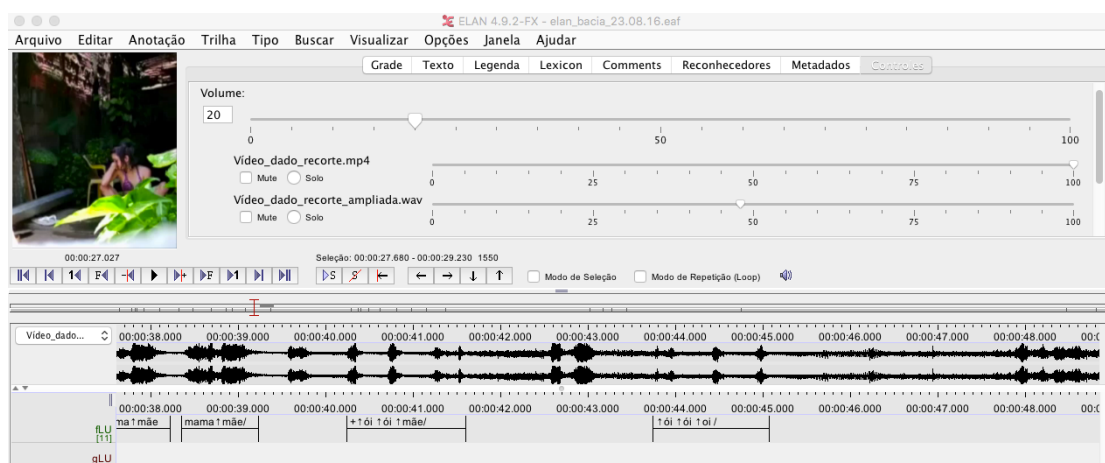 ELAN 4.9.2-FX - elan_bacia_23.08.16.eaf
Arquivo Editar Anotação Trilha Tipo Buscar Visualizar Opções Janela Ajudar
Grade Texto Legenda Lexicon Comments Reconhecedores Metadados Controles
Volume:
20
0 50 100
Vídeo_dado_recorte.mp4
Mute Solo
0 25 50 75 100
Vídeo_dado_recorte_ampliada.wav
Mute Solo
0 25 50 75 100
00:00:27.027 Seleção: 00:00:27.680 - 00:00:29.230 1550
1 F + F 1 S S ← → ↓ ↑ Modo de Seleção Modo de Repetição (Loop)
Vídeo_dado... 00:00:38.000 00:00:39.000 00:00:40.000 00:00:41.000 00:00:42.000 00:00:43.000 00:00:44.000 00:00:45.000 00:00:46.000 00:00:47.000 00:00:48.000 00:0
00:00:38.000 00:00:39.000 00:00:40.000 00:00:41.000 00:00:42.000 00:00:43.000 00:00:44.000 00:00:45.000 00:00:46.000 00:00:47.000 00:00:48.000 00:0
fLU ma↑mãe mama↑mãe/ +↑ói ↑ói ↑mãe/ ↑ói ↑ói ↑oi /
[11]
gLU